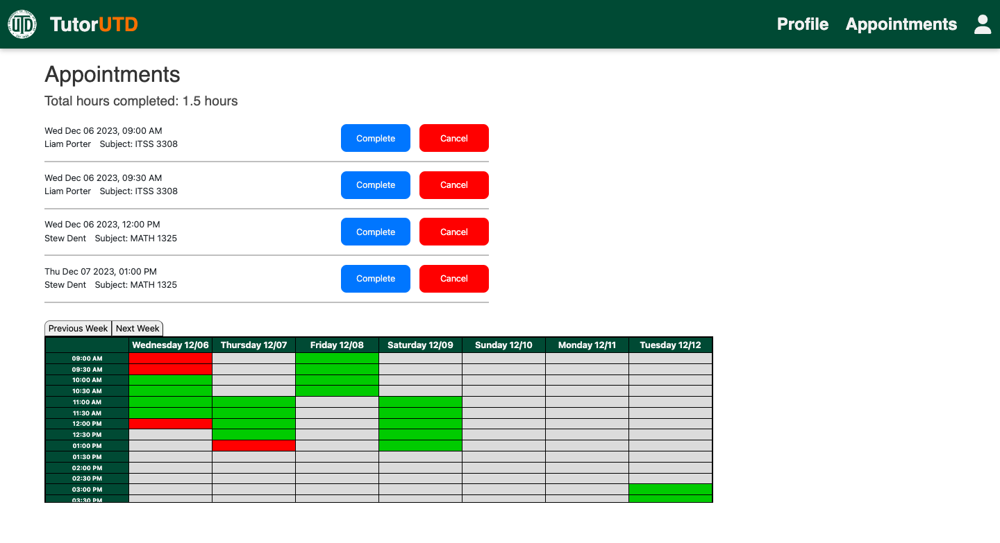 UTD TutorUTD Profile Appointments
Appointments
Total hours completed: 1.5 hours
Wed Dec 06 2023, 09:00 AM
Liam Porter Subject: ITSS 3308
Complete Cancel
Wed Dec 06 2023, 09:30 AM
Liam Porter Subject: ITSS 3308
Complete Cancel
Wed Dec 06 2023, 12:00 PM
Stew Dent Subject: MATH 1325
Complete Cancel
Thu Dec 07 2023, 01:00 PM
Stew Dent Subject: MATH 1325
Complete Cancel
Previous Week Next Week
Wednesday 12/06 Thursday 12/07 Friday 12/08 Saturday 12/09 Sunday 12/10 Monday 12/11 Tuesday 12/12
09:00 AM
09:30 AM
10:00 AM
10:30 AM
11:00 AM
11:30 AM
12:00 PM
12:30 PM
01:00 PM
01:30 PM
02:00 PM
02:30 PM
03:00 PM
03:30 PM